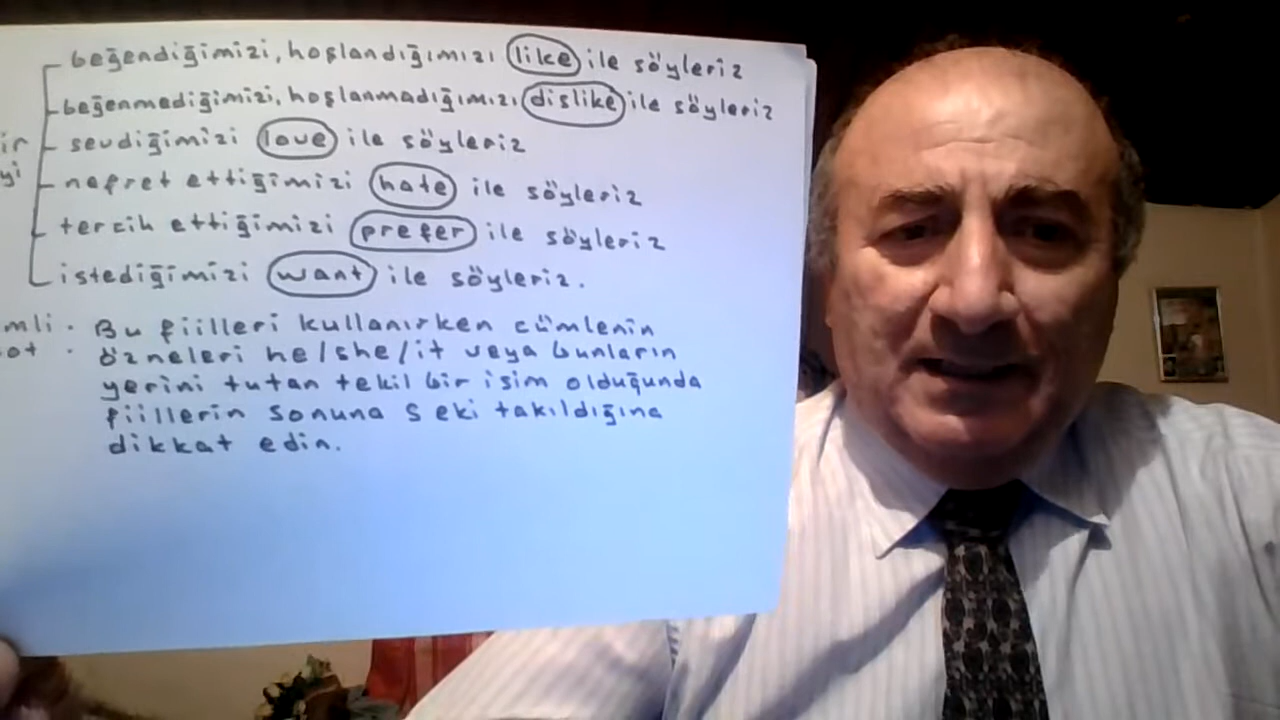 beğendiğimizi, hoşlandığımızı like ile söyleriz
beğenmediğimizi, hoşlanmadığımızı dislike ile söyleriz
sevdiğimizi love ile söyleriz
nefret ettiğimizi hate ile söyleriz
tercih ettiğimizi prefer ile söyleriz
istediğimizi want ile söyleriz.
Bu fiilleri kullanırken cümlenin
özneleri he/she/it veya bunların
yerini tutan tekil bir isim olduğunda
fiillerin sonuna s eki takıldığına
dikkat edin.